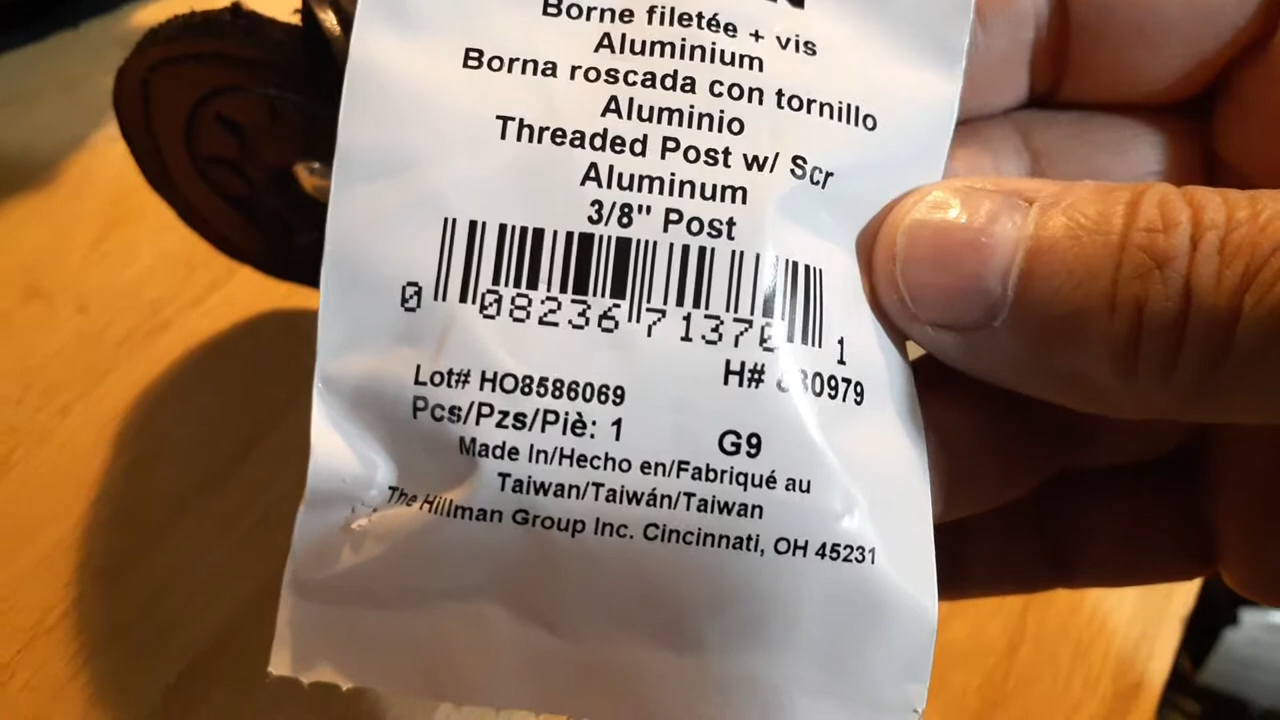 Borne filetée + vis
Aluminium
Borna roscada con tornillo
Aluminio
Threaded Post w/ Scr
Aluminum
3/8" Post
0 08236 71370 1
Lot# HO8586069
H#
Pcs/Pzs/Piè: 1
G9
Made In/Hecho en/Fabriqué au
Taiwan/Taiwán/Taiwan
The Hillman Group Inc. Cincinnati, OH 45231